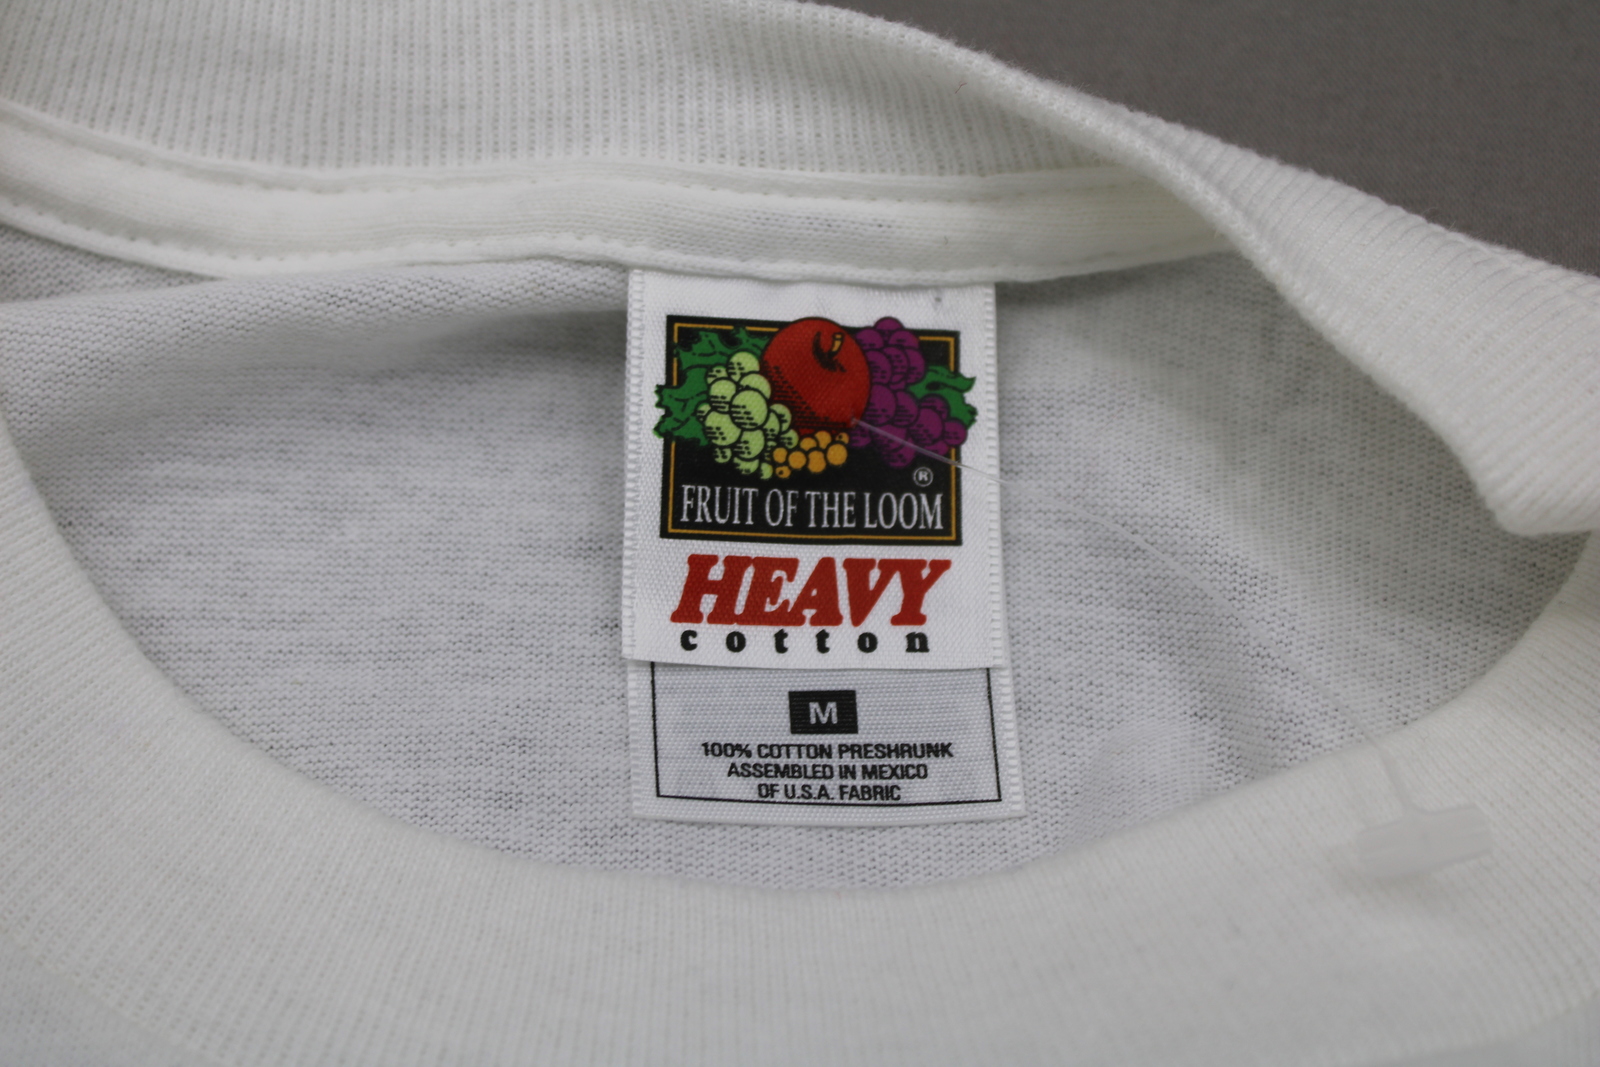 ®
FRUIT OF THE LOOM
HEAVY
cotton
M
100% COTTON PRESHRUNK
ASSEMBLED IN MEXICO
OF U.S.A. FABRIC